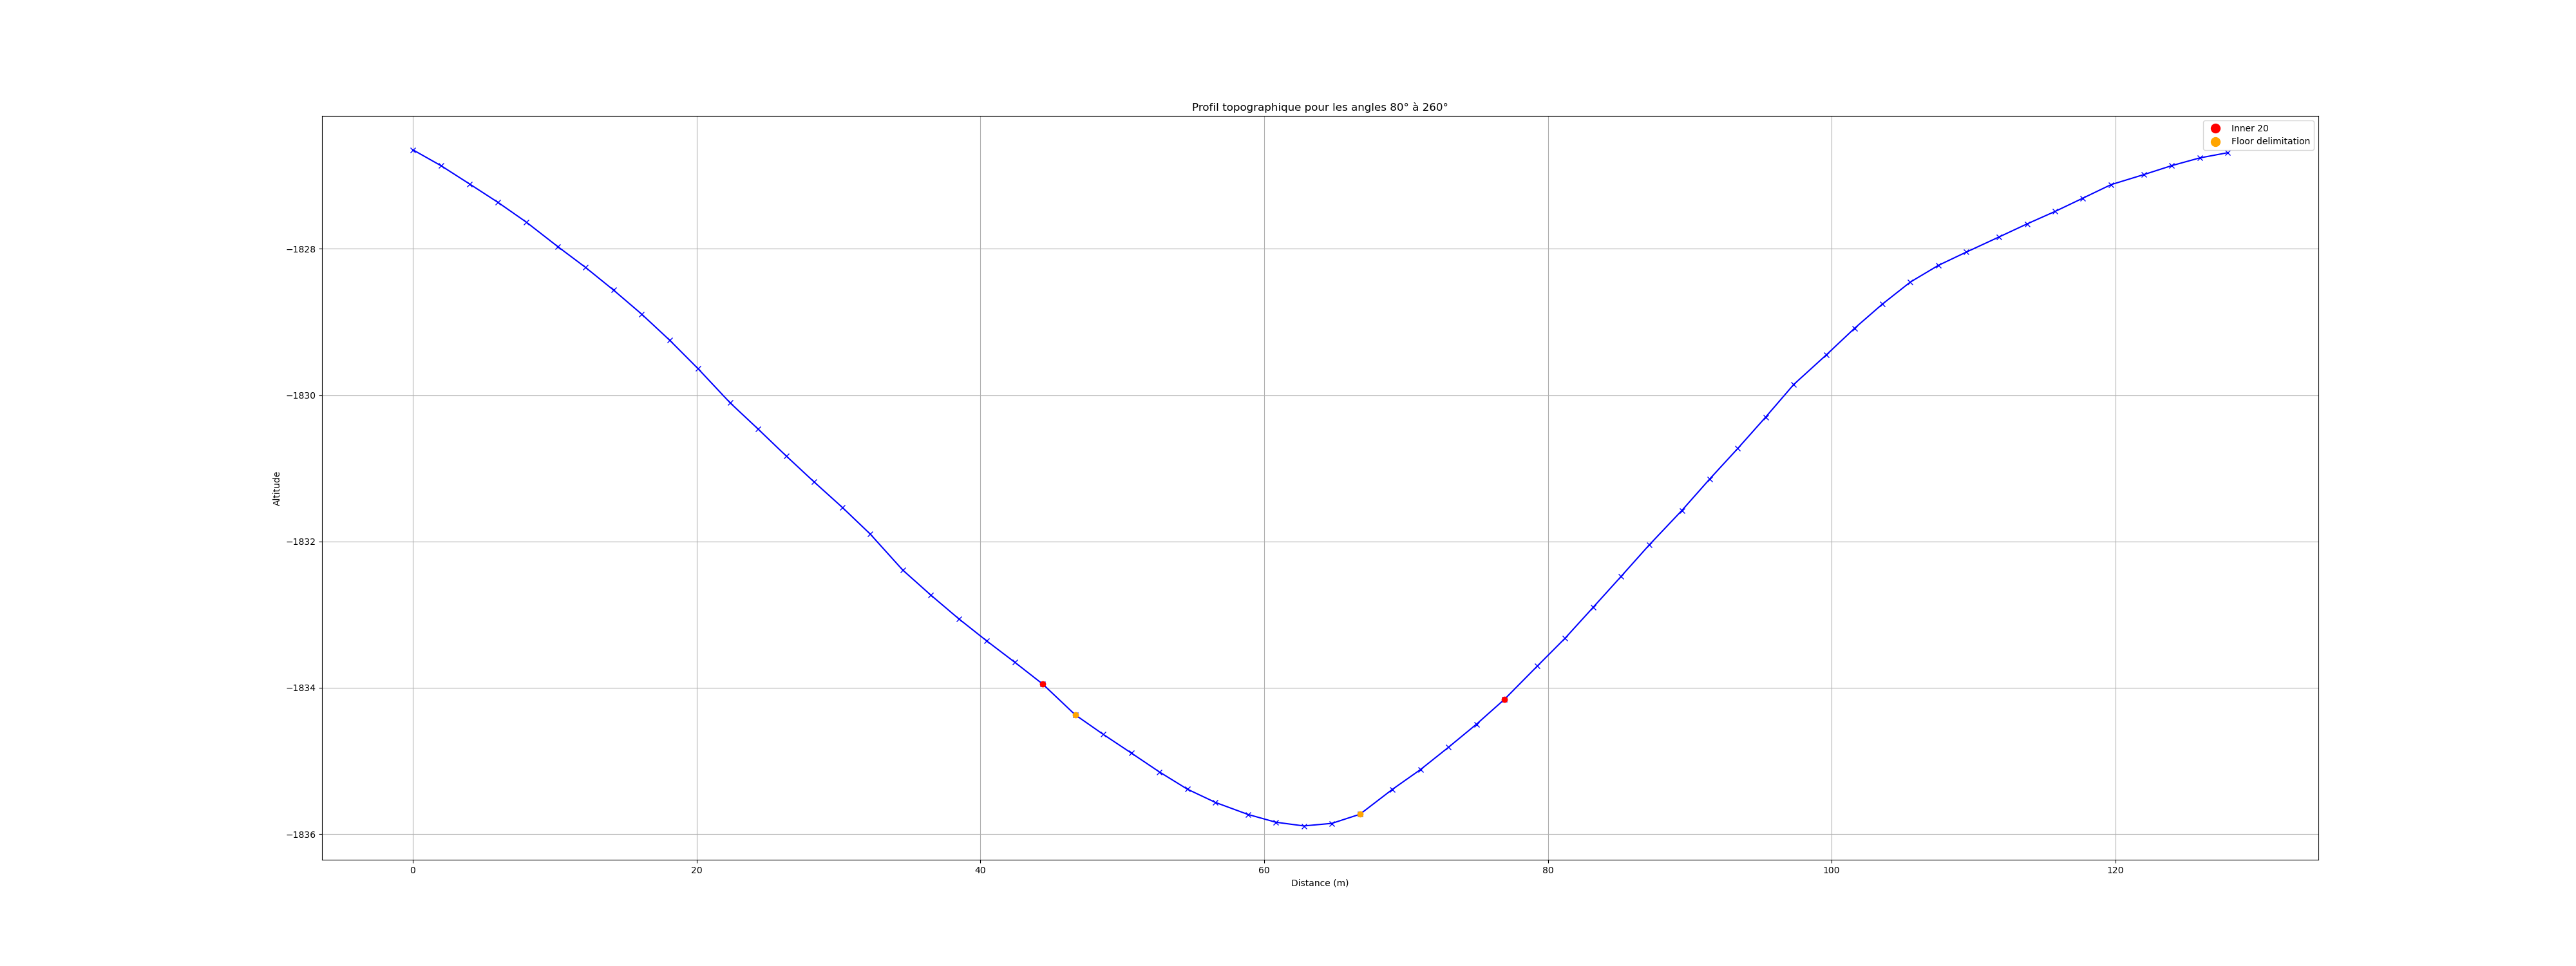 Profil topographique pour les angles 80° à 260°
Inner 20
Floor delimitation
Altitude
−1828
−1830
−1832
−1834
−1836
0 20 40 60 80 100 120
Distance (m)